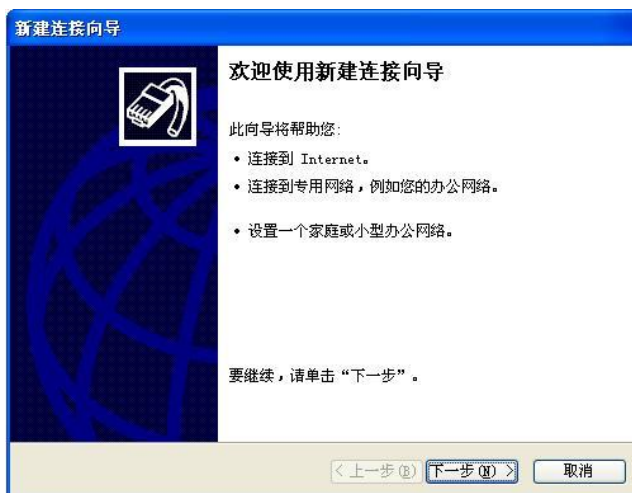 新建连接向导
欢迎使用新建连接向导
此向导将帮助您:
• 连接到 Internet。
• 连接到专用网络，例如您的办公网络。
• 设置一个家庭或小型办公网络。
要继续，请单击“下一步”。
< 上一步(B)
下一步(N) >
取消